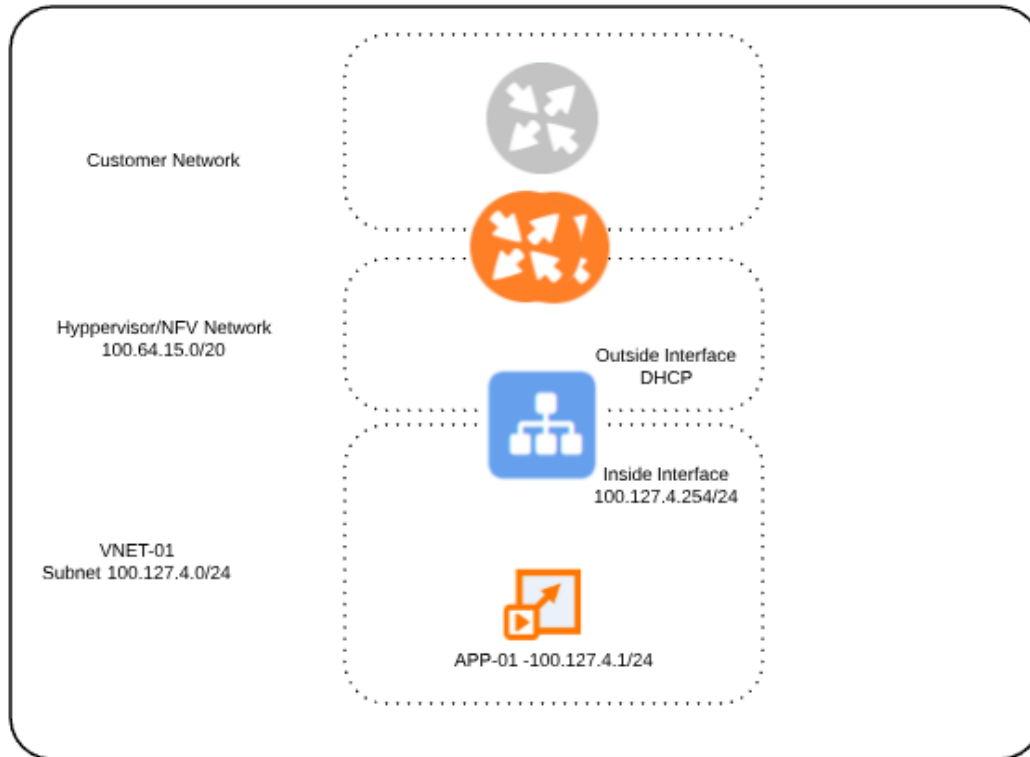 Customer Network
Hyppervisor/NFV Network
100.64.15.0/20
Outside Interface
DHCP
Inside Interface
100.127.4.254/24
VNET-01
Subnet 100.127.4.0/24
APP-01 -100.127.4.1/24